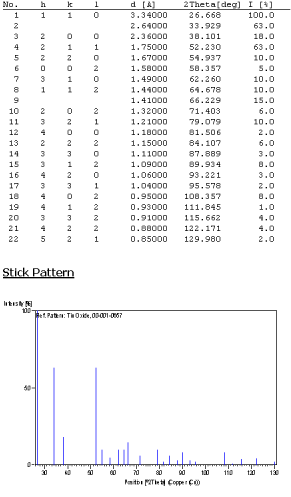 No. h k l d [Å] 2Theta[deg] I [%]
1 1 1 0 3.34000 26.668 100.0
2 2.64000 33.929 63.0
3 2 0 0 2.36000 38.101 18.0
4 2 1 1 1.75000 52.230 63.0
5 2 2 0 1.67000 54.937 10.0
6 0 0 2 1.58000 58.357 5.0
7 3 1 0 1.49000 62.260 10.0
8 1 1 2 1.44000 64.678 10.0
9 1.41000 66.229 15.0
10 2 0 2 1.32000 71.403 6.0
11 3 2 1 1.21000 79.079 10.0
12 4 0 0 1.18000 81.506 2.0
13 2 2 2 1.15000 84.107 6.0
14 3 3 0 1.11000 87.889 3.0
15 3 1 2 1.09000 89.934 8.0
16 4 2 0 1.06000 93.221 3.0
17 3 3 1 1.04000 95.578 2.0
18 4 0 2 0.95000 108.357 8.0
19 4 1 2 0.93000 111.845 1.0
20 3 3 2 0.91000 115.662 4.0
21 4 2 2 0.88000 122.171 4.0
22 5 2 1 0.85000 129.980 2.0
Stick Pattern
Intensity [%]
100
Ref. Pattern: Tin Oxide, 00-001-0657
50
0
30 40 50 60 70 80 90 100 110 120 130
Position [°2Theta] (Copper (Cu))